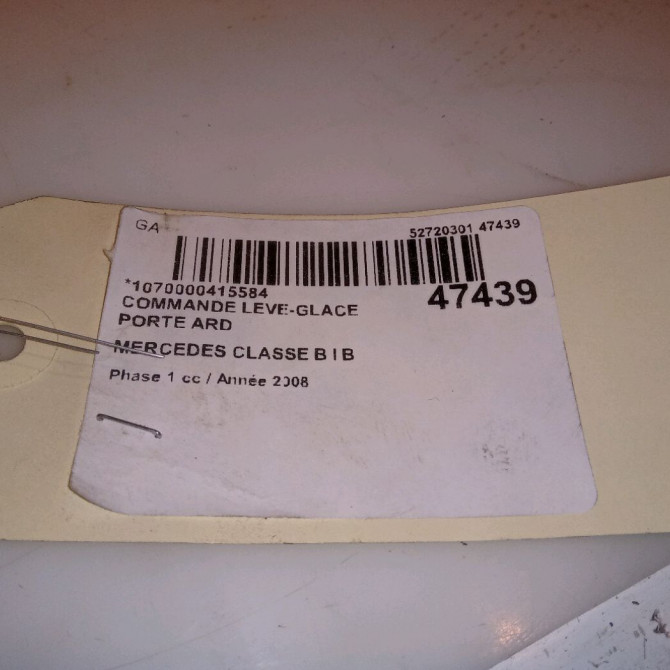 GA
52720301 47439
*1070000415584
47439
COMMANDE LEVE-GLACE
PORTE ARD
MERCEDES CLASSE B I B
Phase 1 cc / Année 2008